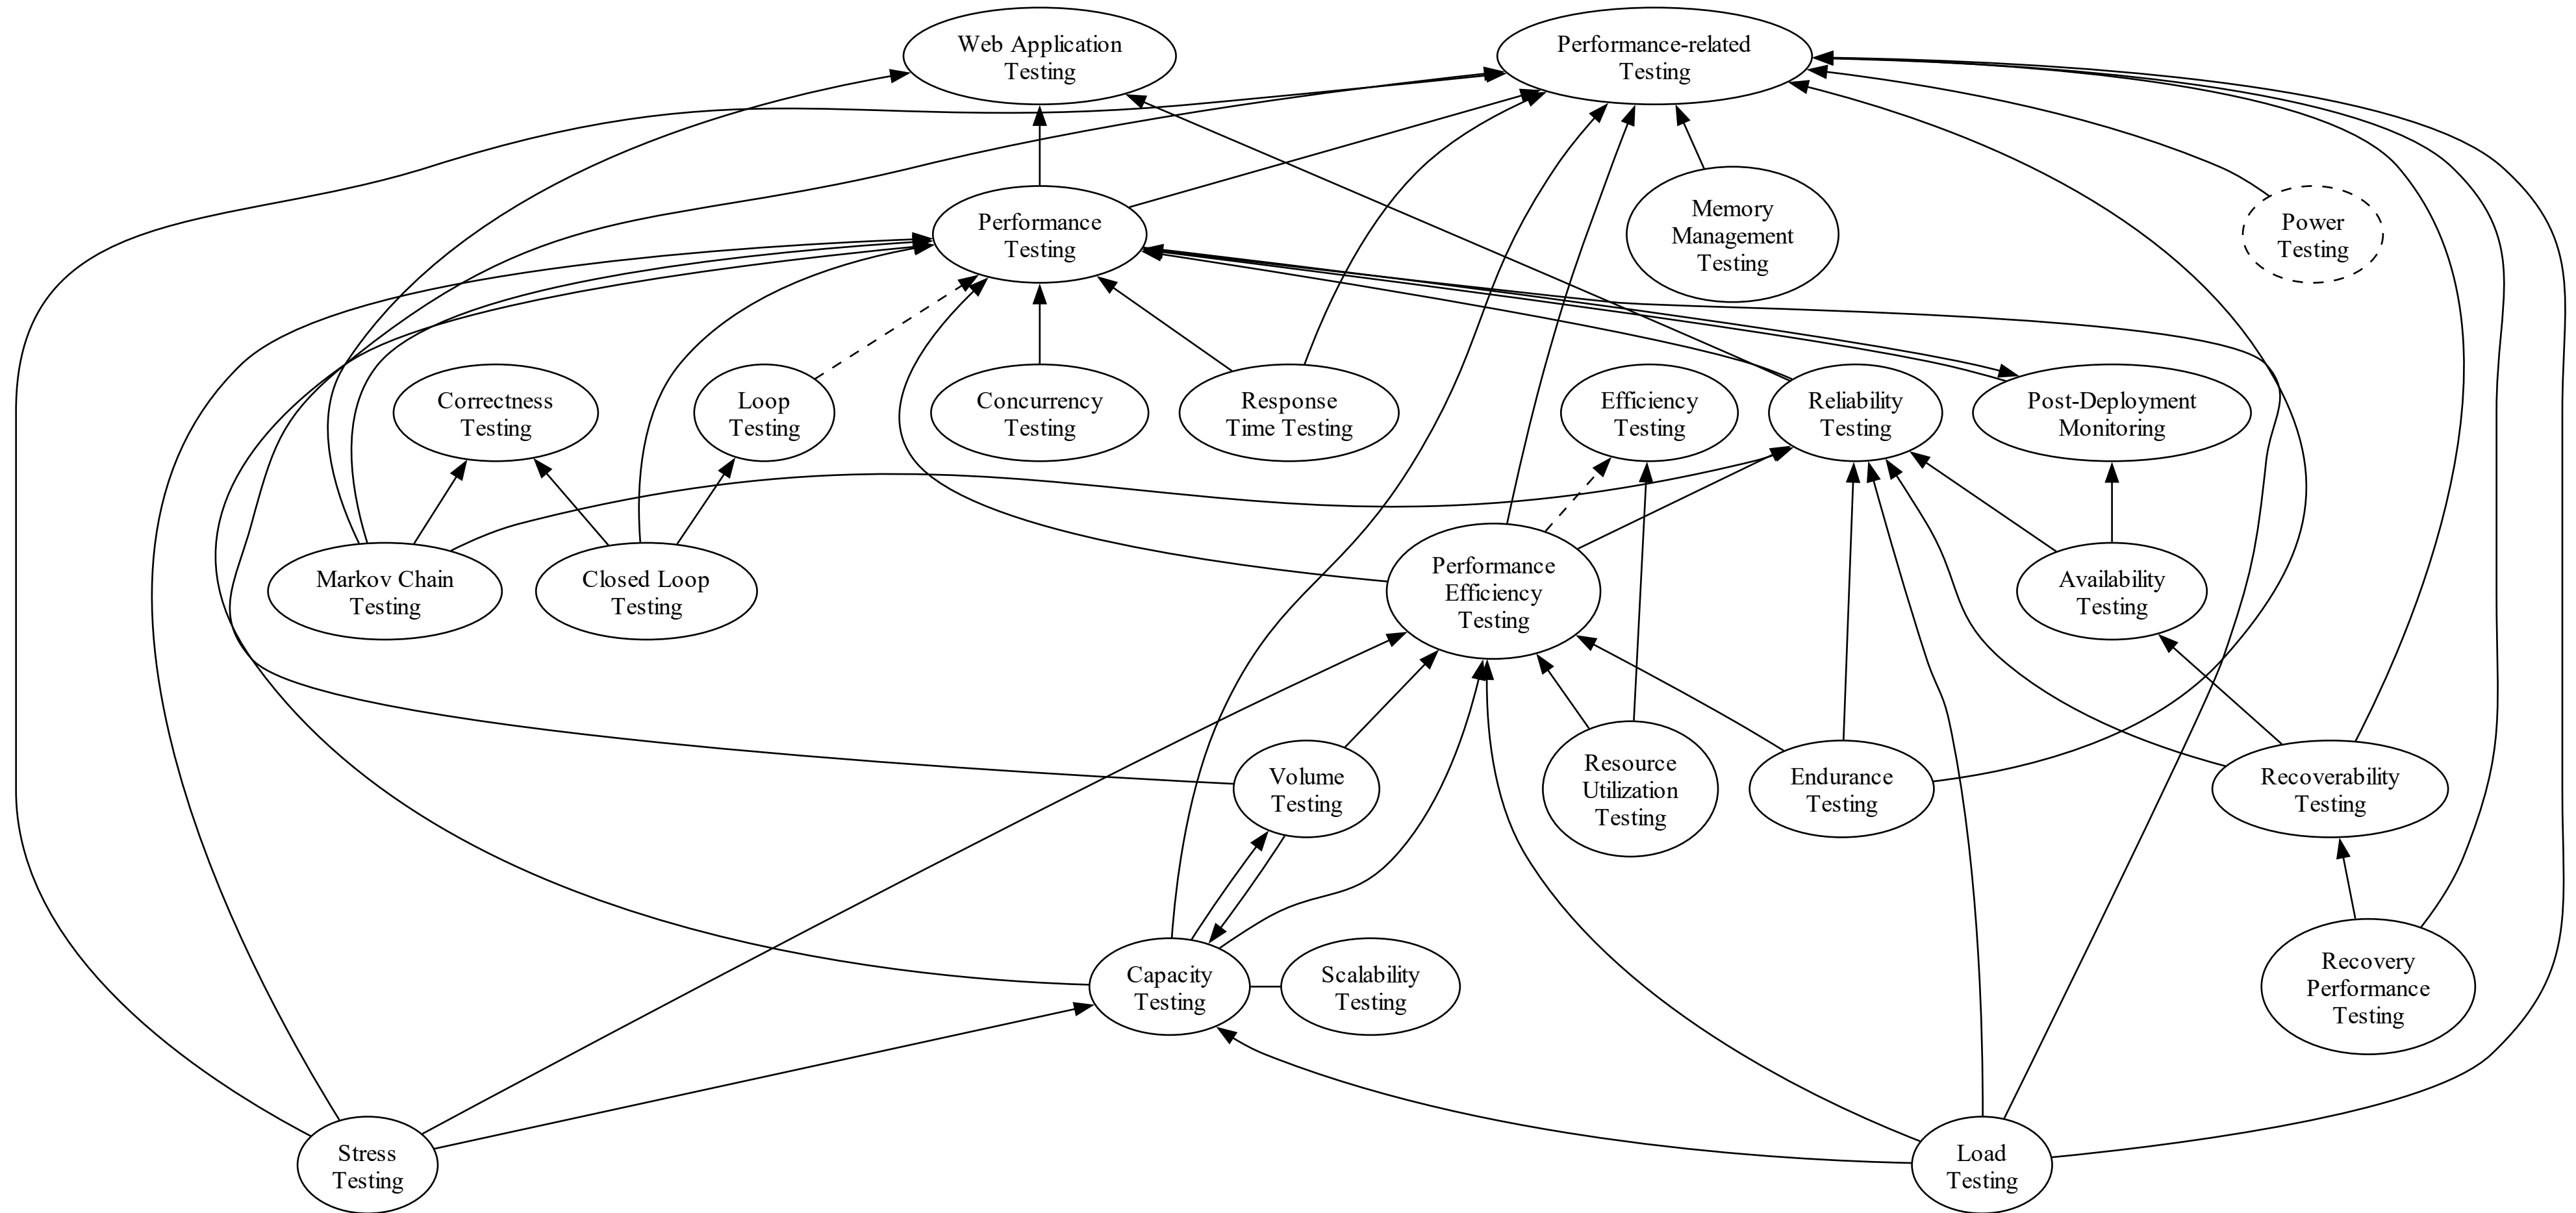 Web Application
Testing
Performance-related
Testing
Performance
Testing
Memory
Management
Testing
Power
Testing
Correctness
Testing
Loop
Testing
Concurrency
Testing
Response
Time Testing
Efficiency
Testing
Reliability
Testing
Post-Deployment
Monitoring
Markov Chain
Testing
Closed Loop
Testing
Performance
Efficiency
Testing
Availability
Testing
Volume
Testing
Resource
Utilization
Testing
Endurance
Testing
Recoverability
Testing
Capacity
Testing
Scalability
Testing
Recovery
Performance
Testing
Stress
Testing
Load
Testing